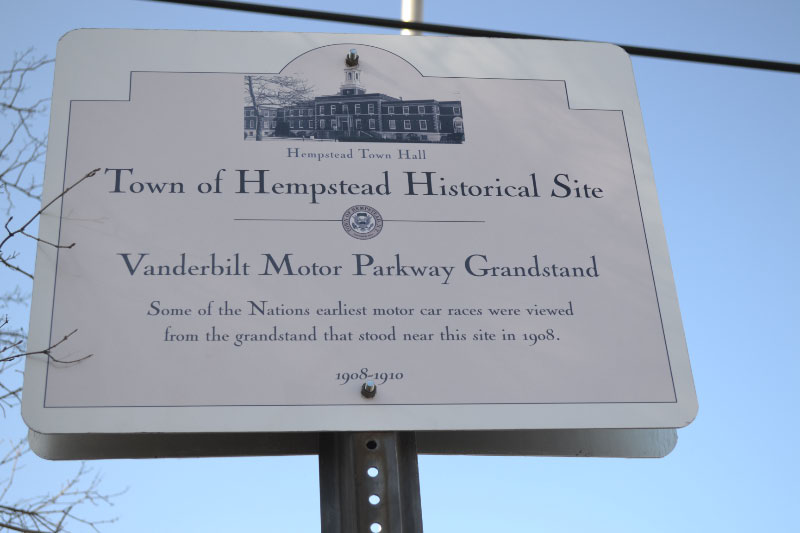 Hempstead Town Hall
Town of Hempstead Historical Site
Vanderbilt Motor Parkway Grandstand
Some of the Nations earliest motor car races were viewed
from the grandstand that stood near this site in 1908.
1908-1910